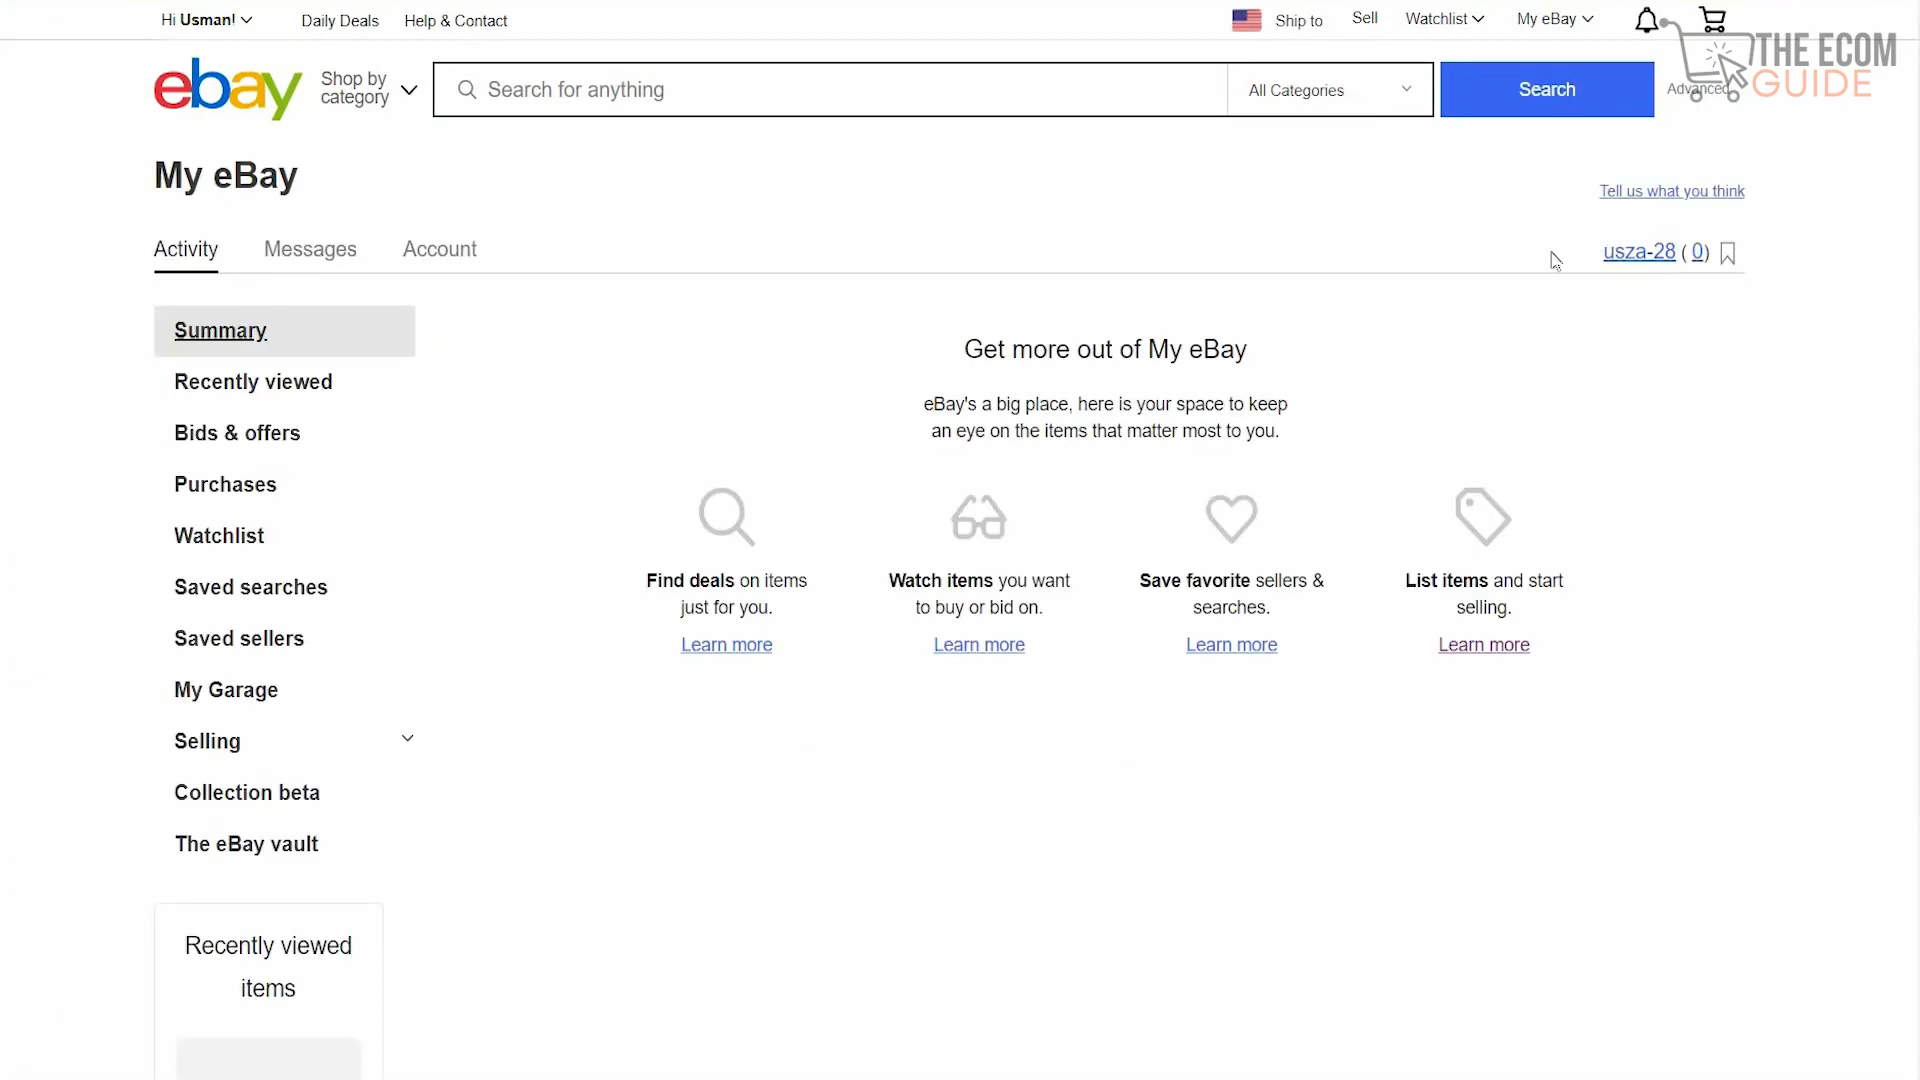 Hi Usman!
Daily Deals
Help & Contact
Ship to
Sell
Watchlist
My eBay
THE ECOM
GUIDE
ebay
Shop by
category
Search for anything
All Categories
Search
Advanced
My eBay
Tell us what you think
Activity
Messages
Account
usza-28 ( 0)
Summary
Recently viewed
Bids & offers
Purchases
Watchlist
Saved searches
Saved sellers
My Garage
Selling
Collection beta
The eBay vault
Recently viewed
items
Get more out of My eBay
eBay's a big place, here is your space to keep
an eye on the items that matter most to you.
Find deals on items
just for you.
Learn more
Watch items you want
to buy or bid on.
Learn more
Save favorite sellers &
searches.
Learn more
List items and start
selling.
Learn more